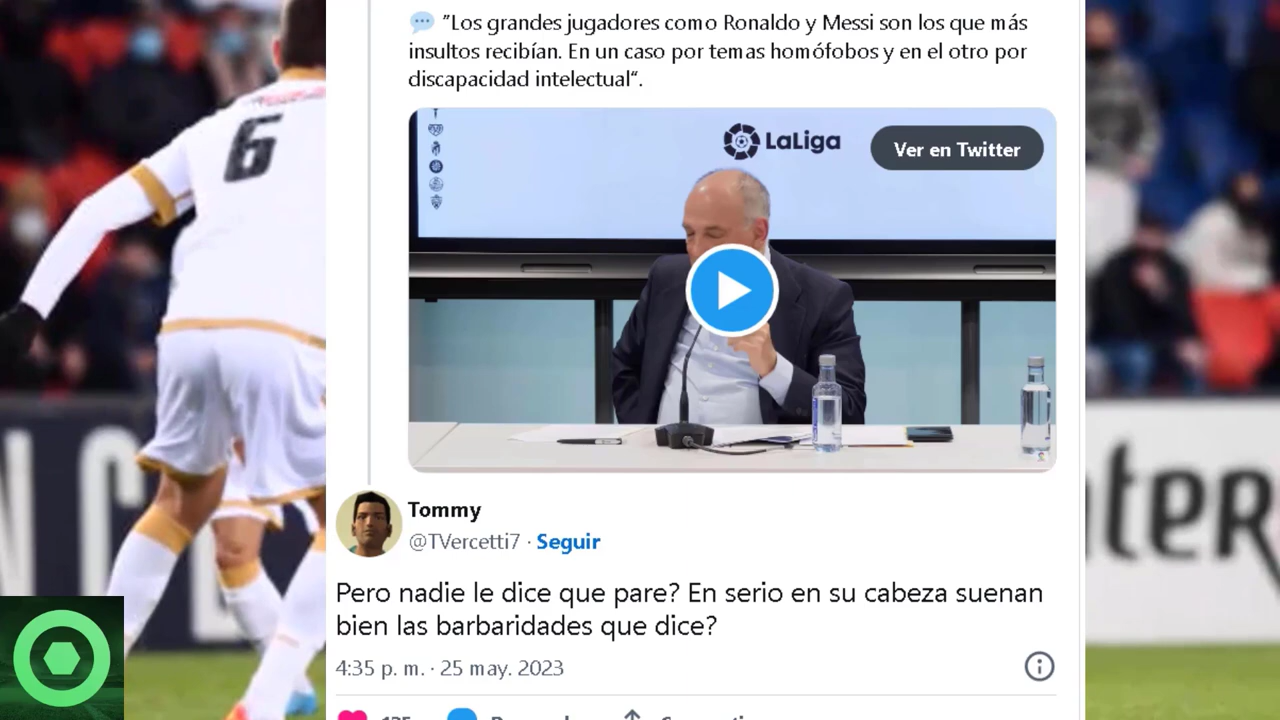 "Los grandes jugadores como Ronaldo y Messi son los que más
insultos recibían. En un caso por temas homófobos y en el otro por
discapacidad intelectual".
6
LaLiga
Ver en Twitter
Tommy
@TVercetti7 · Seguir
Pero nadie le dice que pare? En serio en su cabeza suenan
bien las barbaridades que dice?
4:35 p. m. · 25 may. 2023